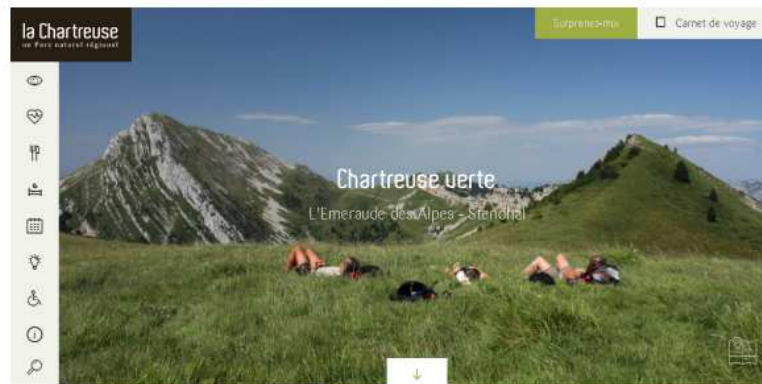 la Chartreuse
un Parc naturel régional
Surprenez-moi
Carnet de voyage
Chartreuse verte
L'Emeraude des Alpes - Stendhal